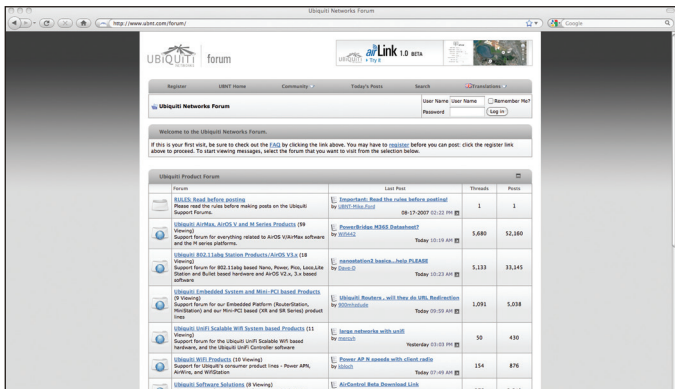 Ubiquiti Networks Forum
http://www.ubnt.com/forum/
Google
UBIQUITI
NETWORKS
forum
airLink 1.0 BETA
UBIQUITI
Try it
Register UBNT Home Community Today's Posts Search Translations
Ubiquiti Networks Forum
User Name User Name Remember Me?
Password Log in
Welcome to the Ubiquiti Networks Forum.
If this is your first visit, be sure to check out the FAQ by clicking the link above. You may have to register before you can post: click the register link
above to proceed. To start viewing messages, select the forum that you want to visit from the selection below.
Ubiquiti Product Forum
Forum Last Post Threads Posts
RULES: Read before posting
Please read the rules before making posts on the Ubiquiti
Support Forums.
Important: Read the rules before posting!
by UBNT-Mike.Ford
08-17-2007 02:22 PM
1 1
Ubiquiti AirMax, AirOS V and M Series Products (59
Viewing)
Support forum for everything related to AirOS V/AirMax software
and the M series platforms.
PowerBridge M365 Datasheet?
by Wifi442
Today 10:19 AM
5,680 52,160
Ubiquiti 802.11abg Station Products/AirOS V3.x (18
Viewing)
Support forum for 802.11abg based Nano, Power, Pico, Loco,Lite
Station and Bullet based hardware and AirOS V2.x, 3.x based
software
nanostation2 basics...help PLEASE
by Dave-D
Today 10:23 AM
5,133 33,145
Ubiquiti Embedded System and Mini-PCI based Products
(9 Viewing)
Support forum for our Embedded Platform (RouterStation,
MiniStation) and our Mini-PCI based (XR and SR Series) product
lines
Ubiquiti Routers , will they do URL Redirection
by 900mhzdude
Today 09:58 AM
1,091 5,038
Ubiquiti UniFi Scalable Wifi System based Products (11
Viewing)
Support forum for the Ubiquiti UniFi Scalable Wifi based
hardware, and the Ubiquiti UniFi Controller software
large networks with unifi
Yesterday 03:03 PM
50 430
Ubiquiti WiFi Products (10 Viewing)
Support for Ubiquiti's consumer product lines - Power APN,
AirWire, and WifiStation
Power AP N speeds with client radio
by kbloch
Today 07:49 AM
154 876
Ubiquiti Software Solutions (8 Viewing)
AirControl Beta Download Link